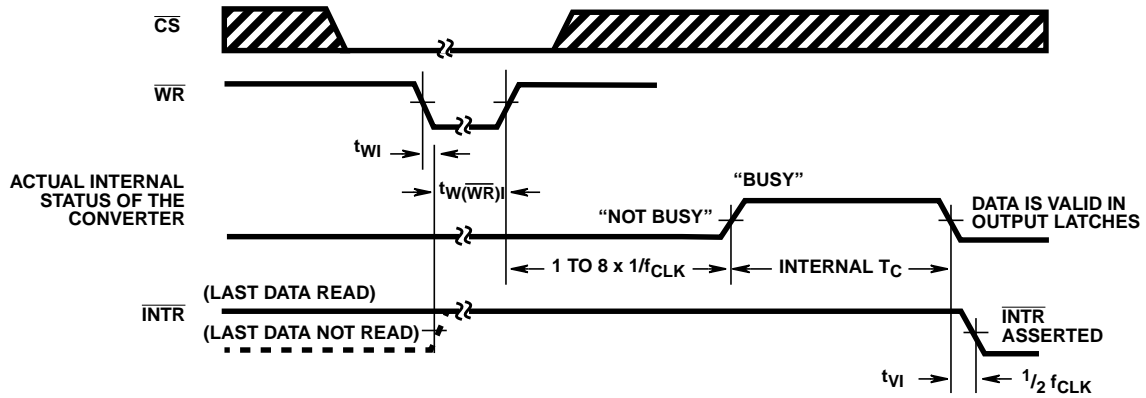 CS
WR
tWI
tW(WR)I
ACTUAL INTERNAL
STATUS OF THE
CONVERTER
"BUSY"
"NOT BUSY"
DATA IS VALID IN
OUTPUT LATCHES
1 TO 8 x 1/fCLK
INTERNAL TC
(LAST DATA READ)
INTR
(LAST DATA NOT READ)
INTR
ASSERTED
tVI
1/2 fCLK